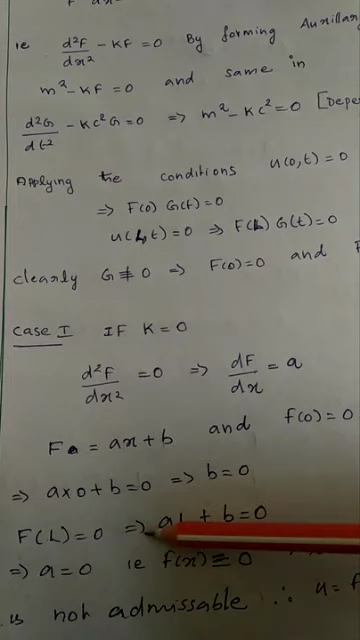 ie d²F/dx² - KF = 0 By forming Auxilar
m² - KF = 0 and same in
d²G/dt² - Kc²G = 0 => m² - Kc² = 0 [Depe
Applying the conditions u(0,t) = 0
=> F(0) G(t) = 0
u(L,t) = 0 => F(L) G(t) = 0
clearly G ≢ 0 => F(0) = 0 and F
Case I IF K = 0
d²F/dx² = 0 => dF/dx = a
F = ax + b and f(0) = 0
=> a x 0 + b = 0 => b = 0
F(L) = 0 => aL + b = 0
=> a = 0 ie f(x) ≡ 0
is not admissable ∴ u = F